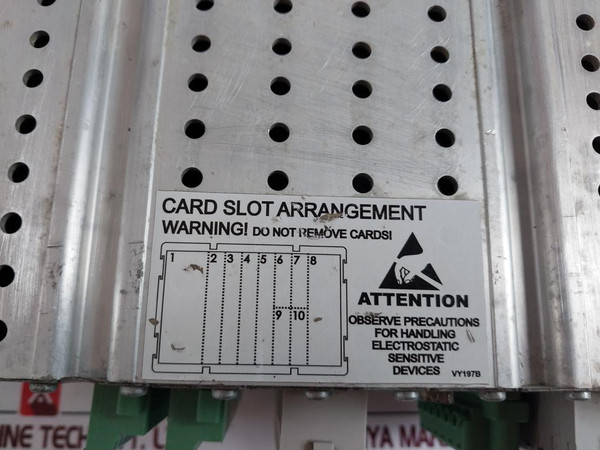 CARD SLOT ARRANGEMENT
WARNING! DO NOT REMOVE CARDS!
1 2 3 4 5 6 7 8
9 10
ATTENTION
OBSERVE PRECAUTIONS
FOR HANDLING
ELECTROSTATIC
SENSITIVE
DEVICES
VY197B